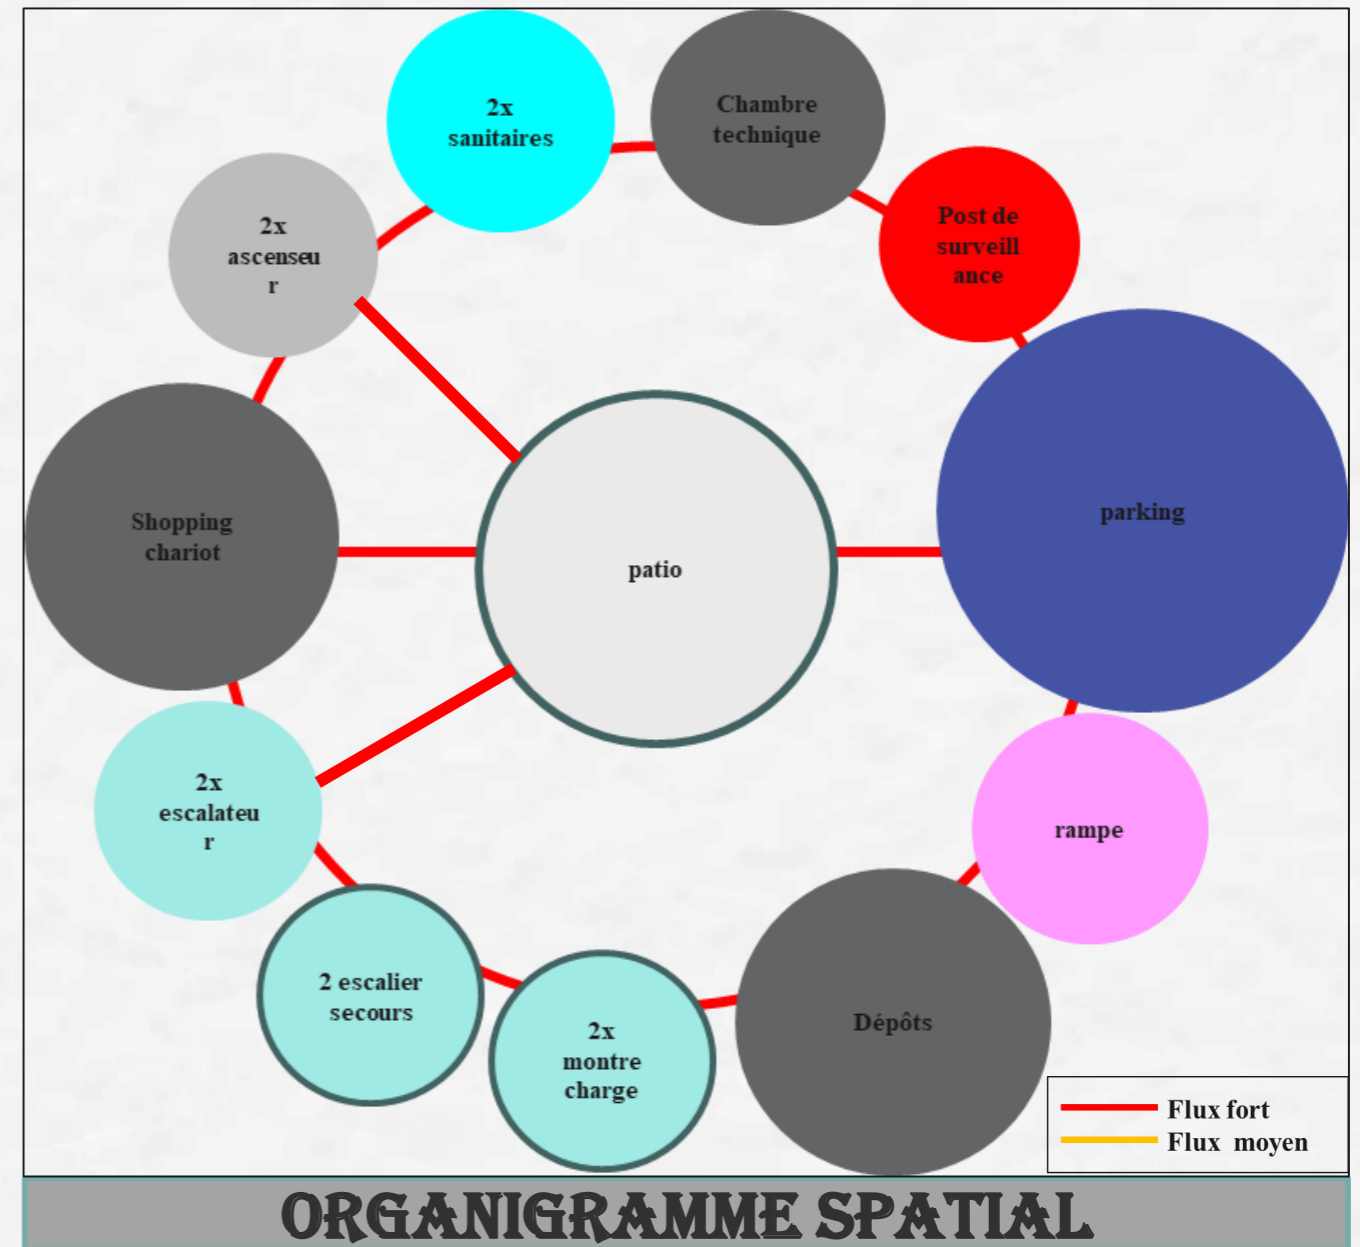 2x
sanitaires
Chambre
technique
2x
ascenseu
r
Post de
surveill
ance
Shopping
chariot
patio
parking
2x
escalateu
r
rampe
2 escalier
secours
2x
montre
charge
Dépôts
Flux fort
Flux moyen
ORGANIGRAMME SPATIAL